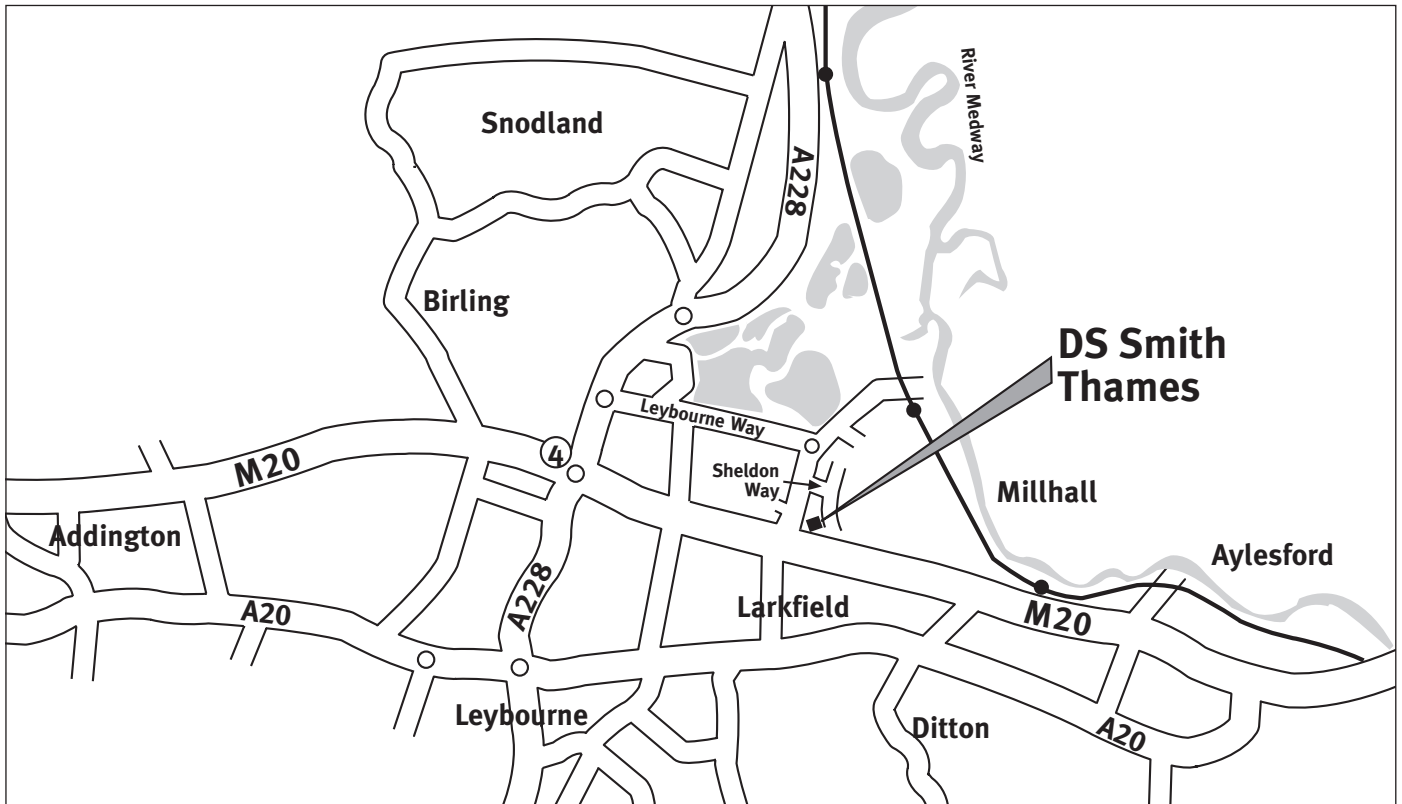 River Medway
Snodland
A228
Birling
DS Smith
Thames
Leybourne Way
4
M20
Sheldon
Way
Millhall
Addington
Aylesford
A228
A20
Larkfield
M20
Leybourne
Ditton
A20